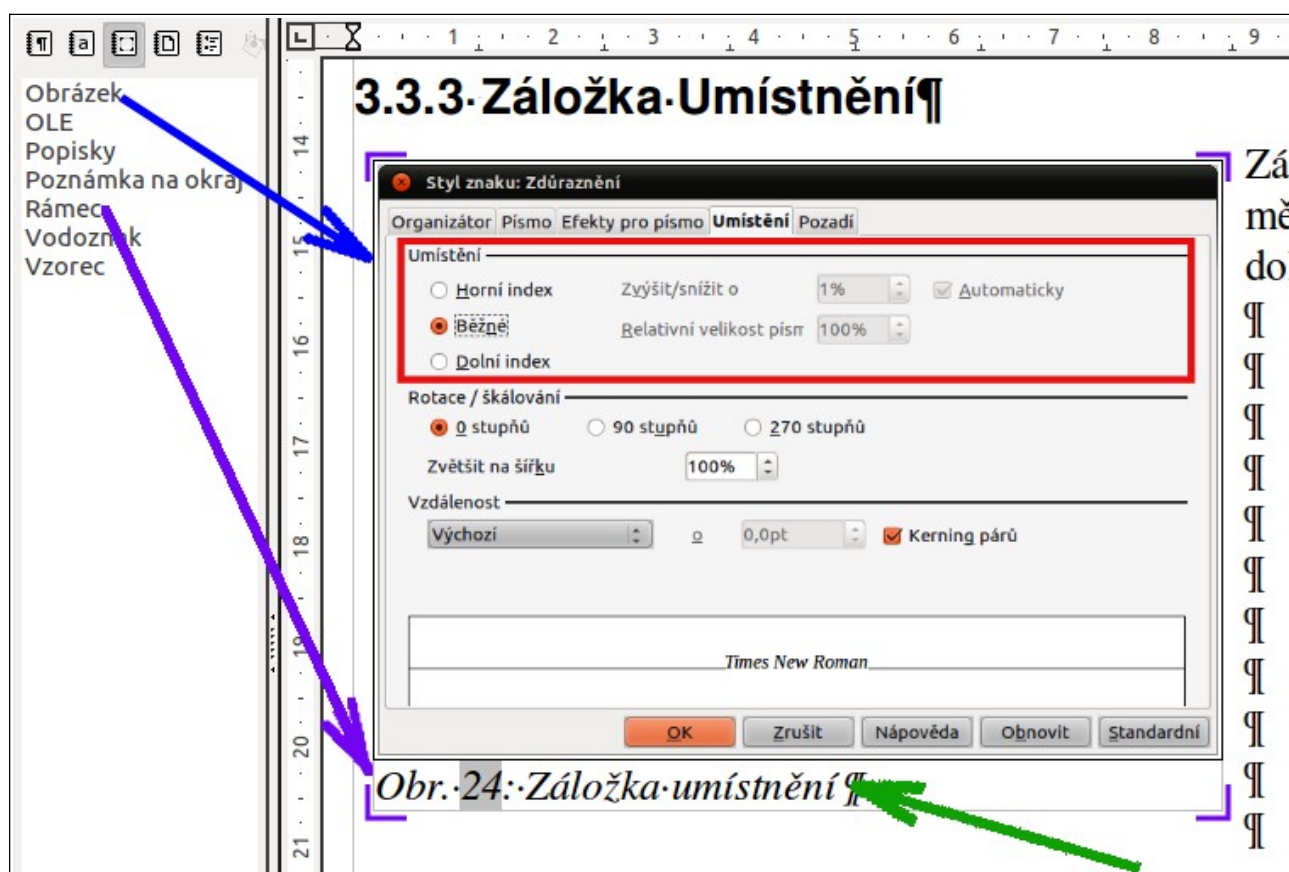 1 2 3 4 5 6 7 8 9
Obrázek
OLE
Popisky
Poznámka na okraj
Rámec
Vodoznak
Vzorec
14
15
16
17
18
19
20
21
3.3.3·Záložka·Umístnění¶
Styl znaku: Zdůraznění
Organizátor Písmo Efekty pro písmo Umístění Pozadí
Umístění
Horní index Zvýšit/snížit o 1% Automaticky
Běžné Relativní velikost písm 100%
Dolní index
Rotace / škálování
0 stupňů 90 stupňů 270 stupňů
Zvětšit na šířku 100%
Vzdálenost
Výchozí o 0,0pt Kerning párů
Times New Roman
OK Zrušit Nápověda Obnovit Standardní
Obr.·24:·Záložka·umístnění¶
Zá
mě
do
¶
¶
¶
¶
¶
¶
¶
¶
¶
¶
¶